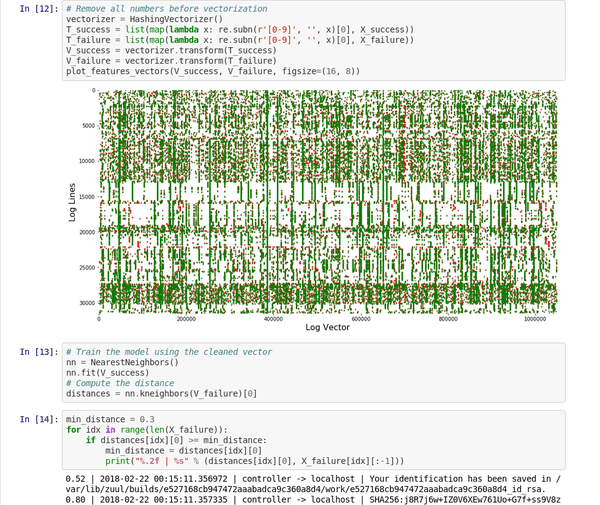 In [12]:
# Remove all numbers before vectorization
vectorizer = HashingVectorizer()
T_success = list(map(lambda x: re.subn(r'[0-9]', '', x)[0], X_success))
T_failure = list(map(lambda x: re.subn(r'[0-9]', '', x)[0], X_failure))
V_success = vectorizer.transform(T_success)
V_failure = vectorizer.transform(T_failure)
plot_features_vectors(V_success, V_failure, figsize=(16, 8))
0
5000
10000
15000
20000
25000
30000
Log Lines
0 200000 400000 600000 800000 1000000
Log Vector
In [13]:
# Train the model using the cleaned vector
nn = NearestNeighbors()
nn.fit(V_success)
# Compute the distance
distances = nn.kneighbors(V_failure)[0]
In [14]:
min_distance = 0.3
for idx in range(len(X_failure)):
    if distances[idx][0] >= min_distance:
        min_distance = distances[idx][0]
        print("%.2f | %s" % (distances[idx][0], X_failure[idx][:-1]))
0.52 | 2018-02-22 00:15:11.356972 | controller -> localhost | Your identification has been saved in /
var/lib/zuul/builds/e527168cb947472aaabadca9c360a8d4/work/e527168cb947472aaabadca9c360a8d4_id_rsa.
0.80 | 2018-02-22 00:15:11.357335 | controller -> localhost | SHA256:j8R7j6w+IZ0V6XEw761Uo+G7f+ss9V8z